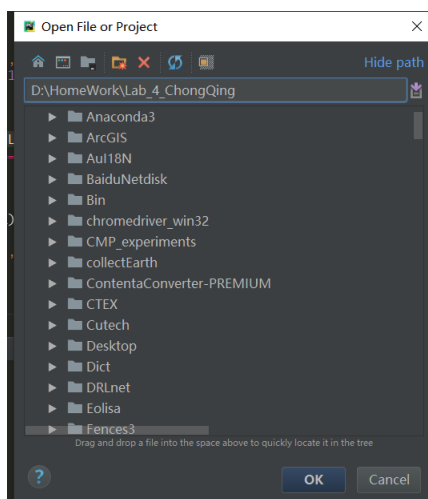 Open File or Project
Hide path
D:\HomeWork\Lab_4_ChongQing
Anaconda3
ArcGIS
AuI18N
BaiduNetdisk
Bin
chromedriver_win32
CMP_experiments
collectEarth
ContentaConverter-PREMIUM
CTEX
Cutech
Desktop
Dict
DRLnet
Eolisa
Fences3
Drag and drop a file into the space above to quickly locate it in the tree
?
OK
Cancel